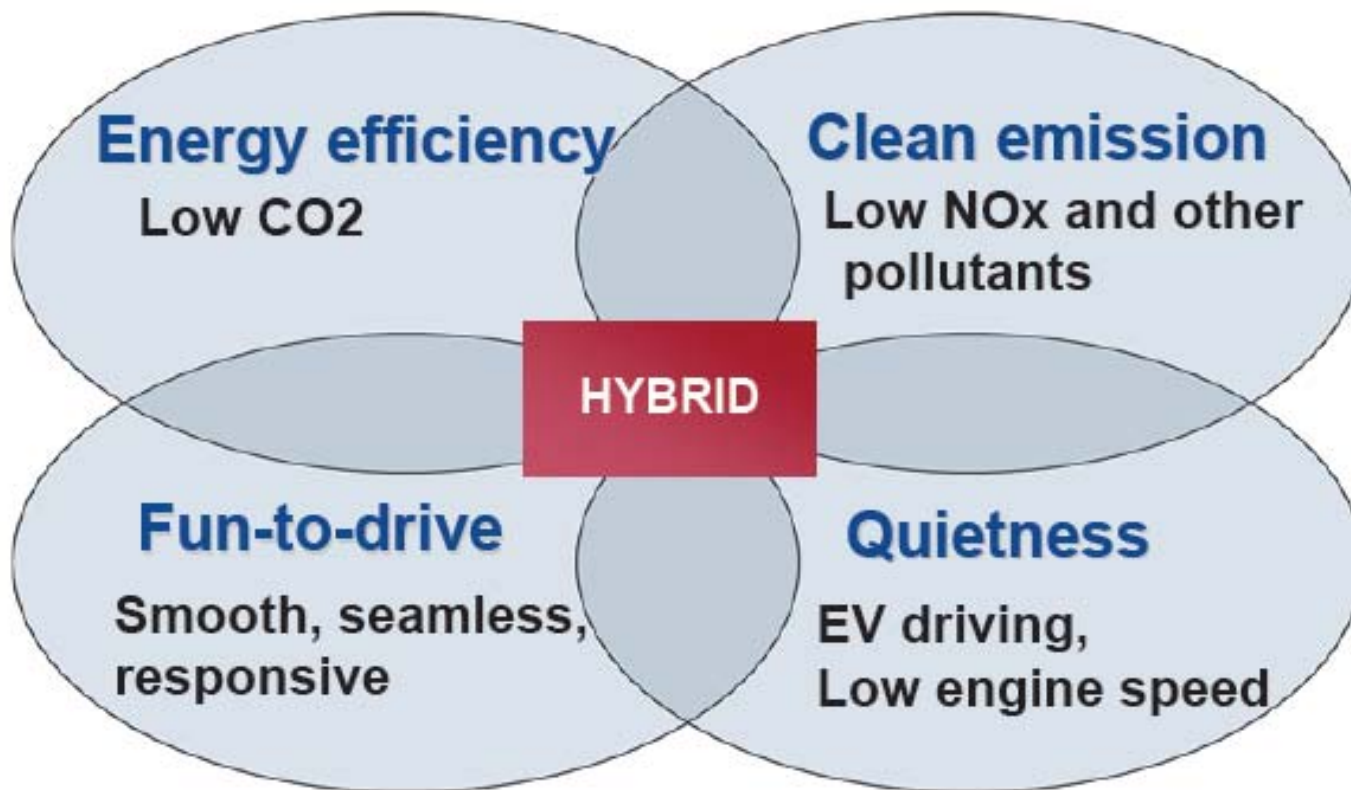 Energy efficiency
Low CO2
Clean emission
Low NOx and other
pollutants
HYBRID
Fun-to-drive
Smooth, seamless,
responsive
Quietness
EV driving,
Low engine speed